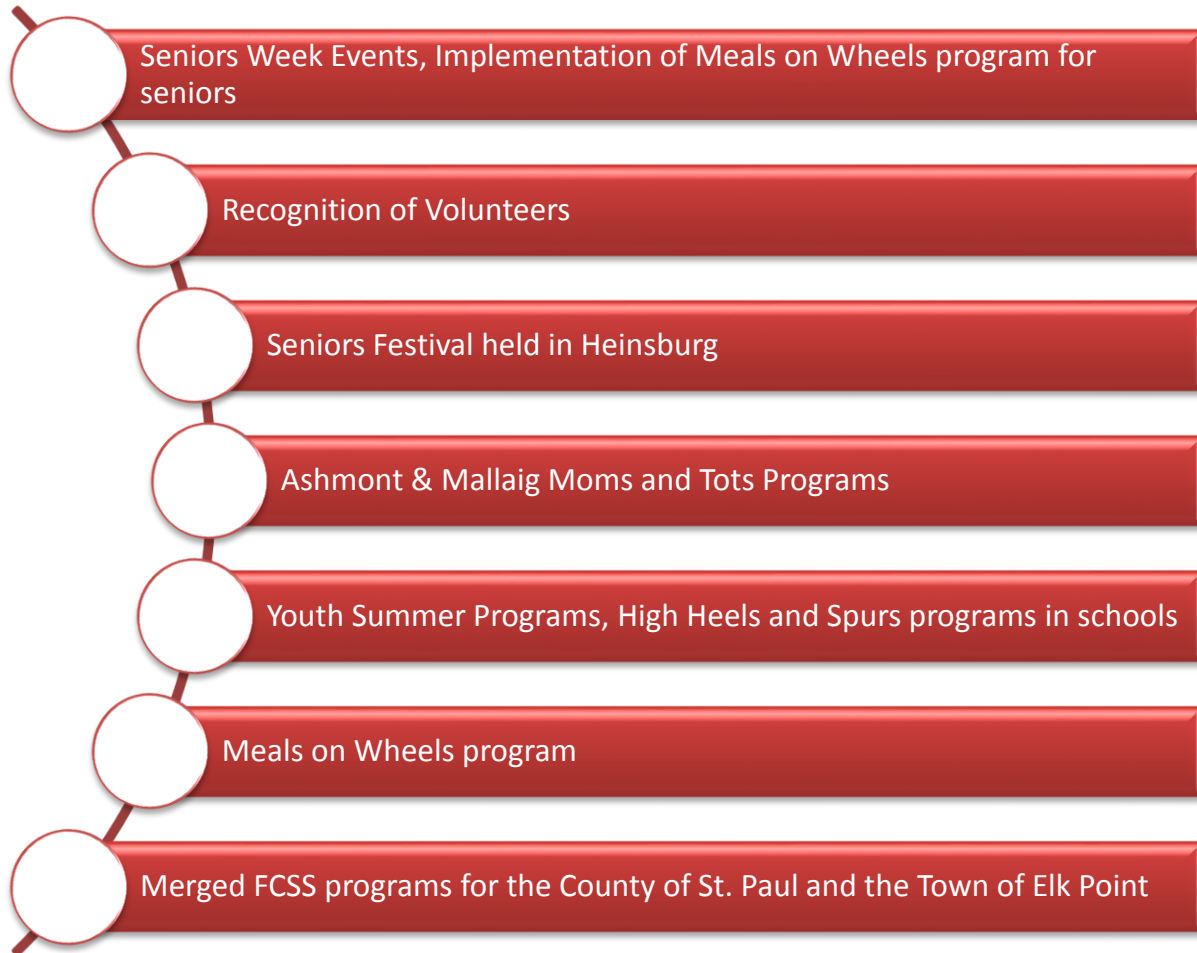 Seniors Week Events, Implementation of Meals on Wheels program for
seniors
Recognition of Volunteers
Seniors Festival held in Heinsburg
Ashmont & Mallaig Moms and Tots Programs
Youth Summer Programs, High Heels and Spurs programs in schools
Meals on Wheels program
Merged FCSS programs for the County of St. Paul and the Town of Elk Point